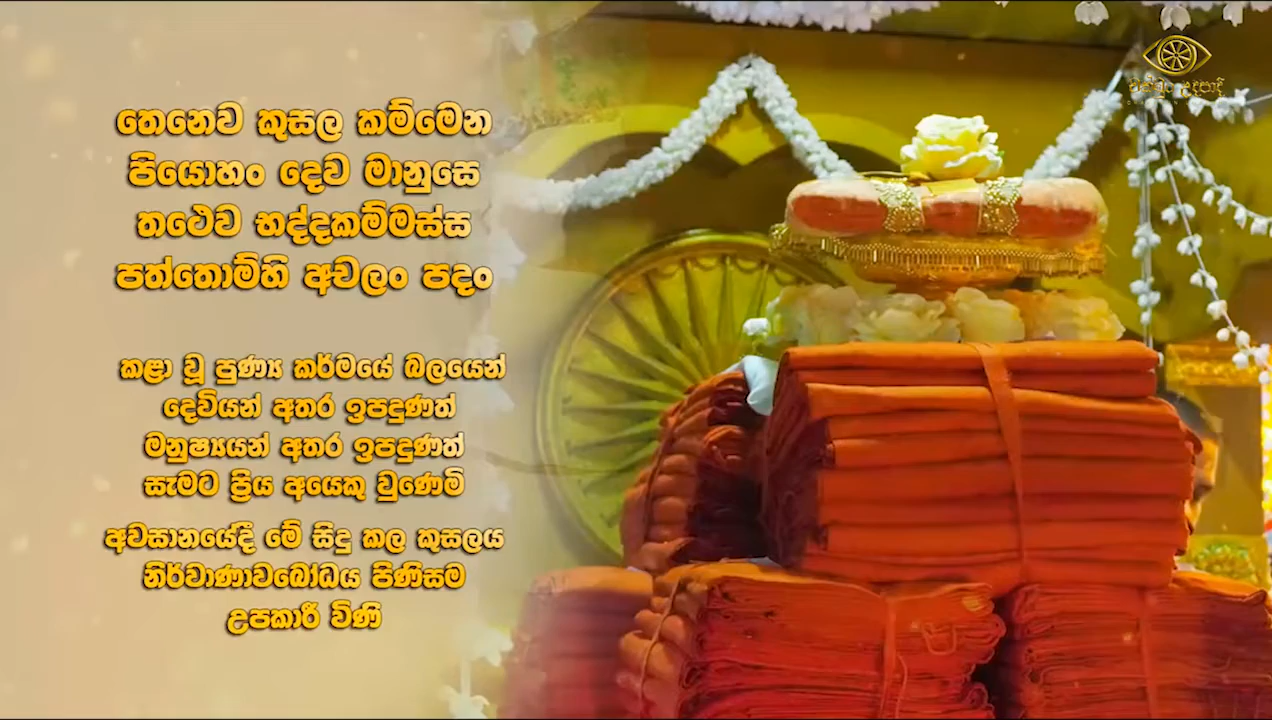 තෙනෙව කුසල කම්මෙන
පියොහං දෙව මානුසෙ
තථෙව භද්දකම්මස්ස
පත්තොම්හි අචලං පදං
කළා වූ පුණ්‍ය කර්මයේ බලයෙන්
දෙවියන් අතර ඉපදුණත්
මනුෂ්‍යයන් අතර ඉපදුණත්
සැමට ප්‍රිය අයෙකු වුණෙමි
අවසානයේදී මේ සිදු කල කුසලය
නිර්වාණාවබෝධය පිණිසම
උපකාරී විණි